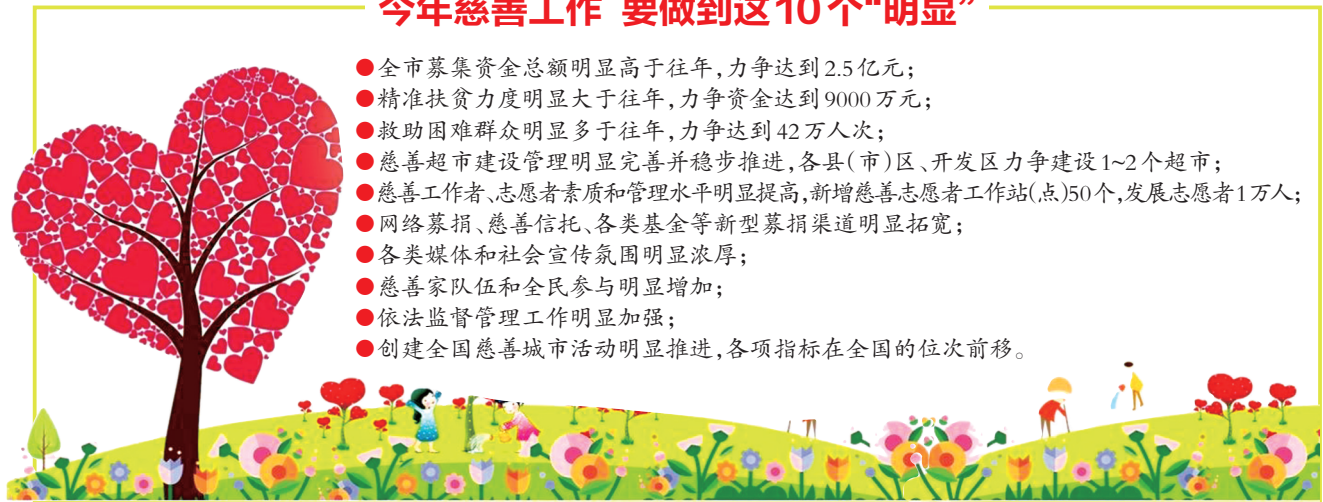 今年慈善工作 要做到这10个“明显”
●全市募集资金总额明显高于往年,力争达到2.5亿元;
●精准扶贫力度明显大于往年,力争资金达到9000万元;
●救助困难群众明显多于往年,力争达到42万人次;
●慈善超市建设管理明显完善并稳步推进,各县(市)区、开发区力争建设1~2个超市;
●慈善工作者、志愿者素质和管理水平明显提高,新增慈善志愿者工作站(点)50个,发展志愿者1万人;
●网络募捐、慈善信托、各类基金等新型募捐渠道明显拓宽;
●各类媒体和社会宣传氛围明显浓厚;
●慈善家队伍和全民参与明显增加;
●依法监督管理工作明显加强;
●创建全国慈善城市活动明显推进,各项指标在全国的位次前移。